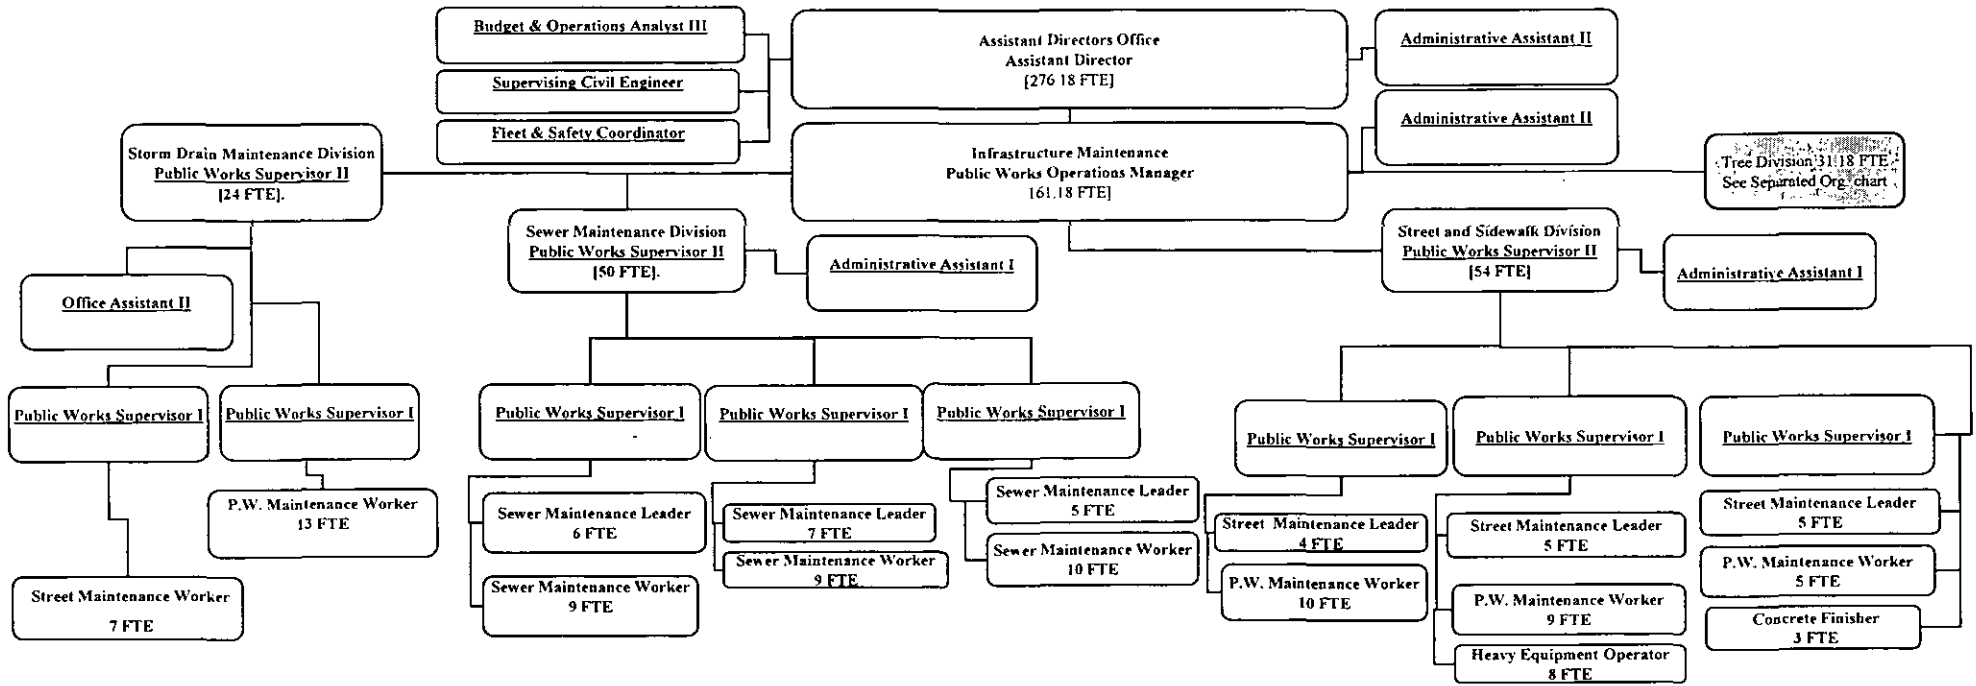 Budget & Operations Analyst III
Supervising Civil Engineer
Fleet & Safety Coordinator
Assistant Directors Office
Assistant Director
[276 18 FTE]
Administrative Assistant II
Administrative Assistant II
Storm Drain Maintenance Division
Public Works Supervisor II
[24 FTE].
Infrastructure Maintenance
Public Works Operations Manager
161.18 FTE]
Tree Division 31 18 FTE
See Separated Org chart
Sewer Maintenance Division
Public Works Supervisor II
[50 FTE].
Administrative Assistant I
Street and Sidewalk Division
Public Works Supervisor II
[54 FTE]
Administrative Assistant I
Office Assistant II
Public Works Supervisor I
Public Works Supervisor I
Public Works Supervisor I
Public Works Supervisor I
Public Works Supervisor I
Public Works Supervisor I
Public Works Supervisor I
Public Works Supervisor I
P.W. Maintenance Worker
13 FTE
Street Maintenance Worker
7 FTE
Sewer Maintenance Leader
6 FTE
Sewer Maintenance Worker
9 FTE
Sewer Maintenance Leader
7 FTE
Sewer Maintenance Worker
9 FTE
Sewer Maintenance Leader
5 FTE
Sewer Maintenance Worker
10 FTE
Street Maintenance Leader
4 FTE
P.W. Maintenance Worker
10 FTE
Street Maintenance Leader
5 FTE
P.W. Maintenance Worker
9 FTE
Heavy Equipment Operator
8 FTE
Street Maintenance Leader
5 FTE
P.W. Maintenance Worker
5 FTE
Concrete Finisher
3 FTE